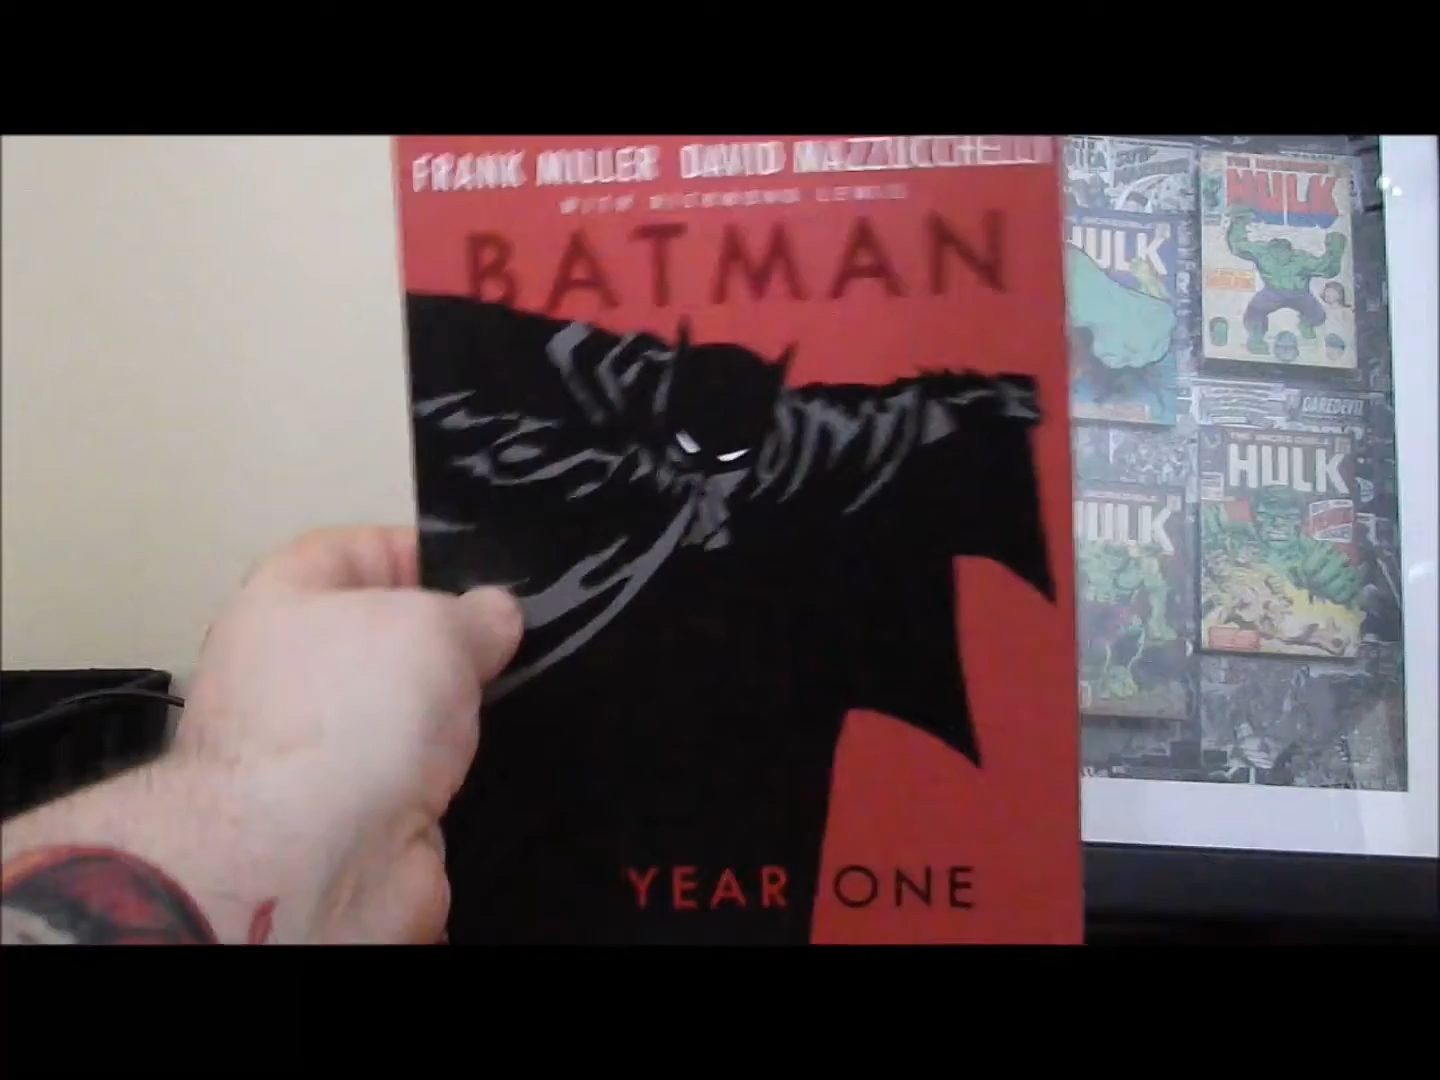 FRANK MILLER DAVID MAZZUCCHELLI
WITH RICHMOND LEWIS
BATMAN
YEAR ONE
HULK
HULK
DAREDEVIL
HULK
HULK